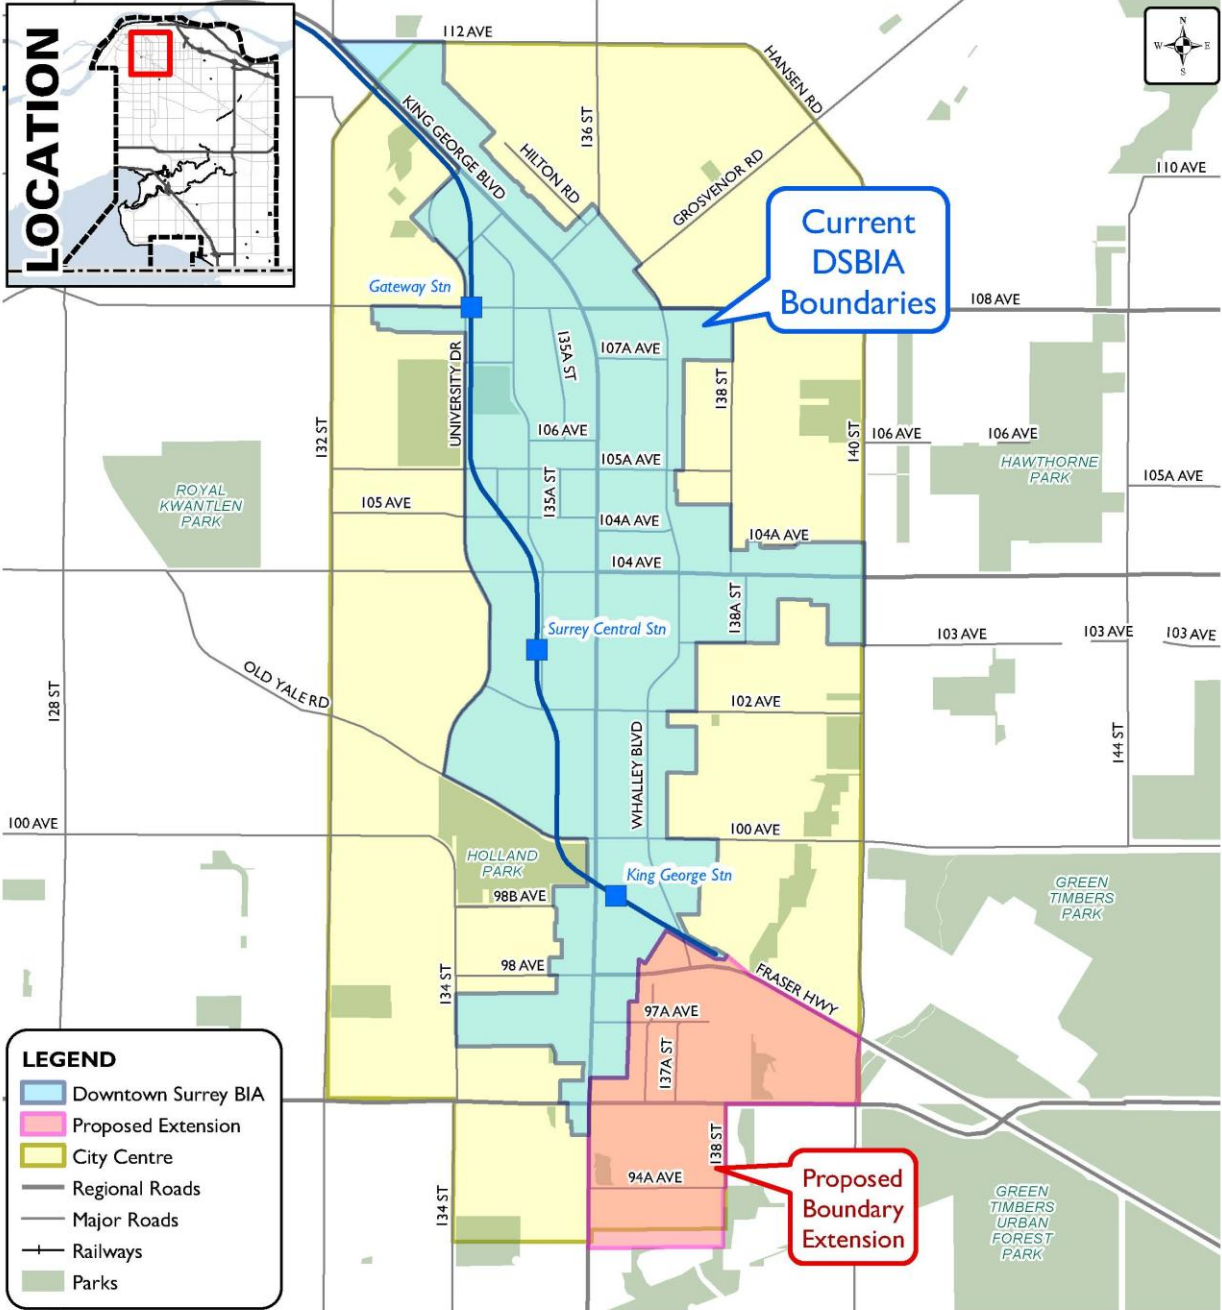 LOCATION
N
W
E
S
112 AVE
HANSEN RD
KING GEORGE BLVD
136 ST
HILTON RD
GROSVENOR RD
110 AVE
Current
DSBIA
Boundaries
Gateway Stn
108 AVE
135A ST
107A AVE
UNIVERSITY DR
138 ST
132 ST
106 AVE
140 ST
106 AVE
106 AVE
105A AVE
HAWTHORNE
PARK
105A AVE
ROYAL
KWANTLEN
PARK
105 AVE
135A ST
104A AVE
104A AVE
104 AVE
138A ST
Surrey Central Stn
103 AVE
103 AVE
103 AVE
OLD YALE RD
128 ST
102 AVE
WHALLEY BLVD
144 ST
100 AVE
100 AVE
HOLLAND
PARK
King George Stn
GREEN
TIMBERS
PARK
98B AVE
98 AVE
134 ST
FRASER HWY
97A AVE
137A ST
LEGEND
Downtown Surrey BIA
Proposed Extension
City Centre
Regional Roads
Major Roads
Railways
Parks
138 ST
94A AVE
134 ST
Proposed
Boundary
Extension
GREEN
TIMBERS
URBAN
FOREST
PARK